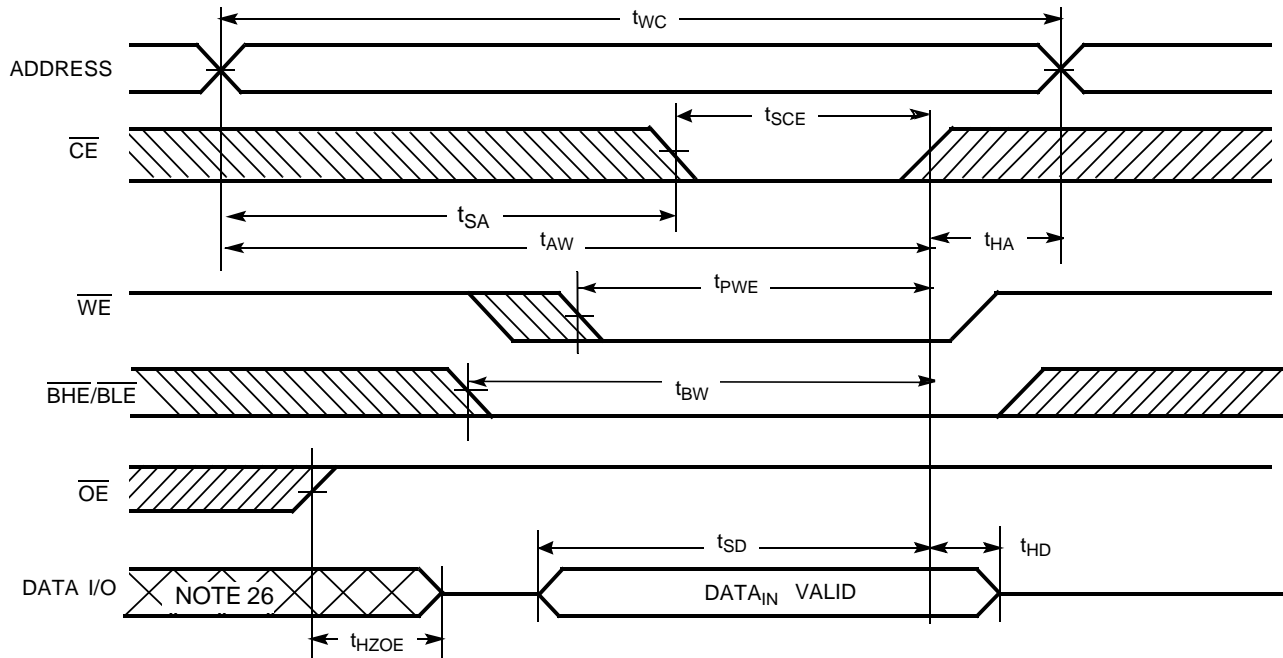 tWC
ADDRESS
tSCE
CE
tSA
tAW
tHA
tPWE
WE
tBW
BHE/BLE
OE
tSD
tHD
DATA I/O
NOTE 26
DATAIN VALID
tHZOE